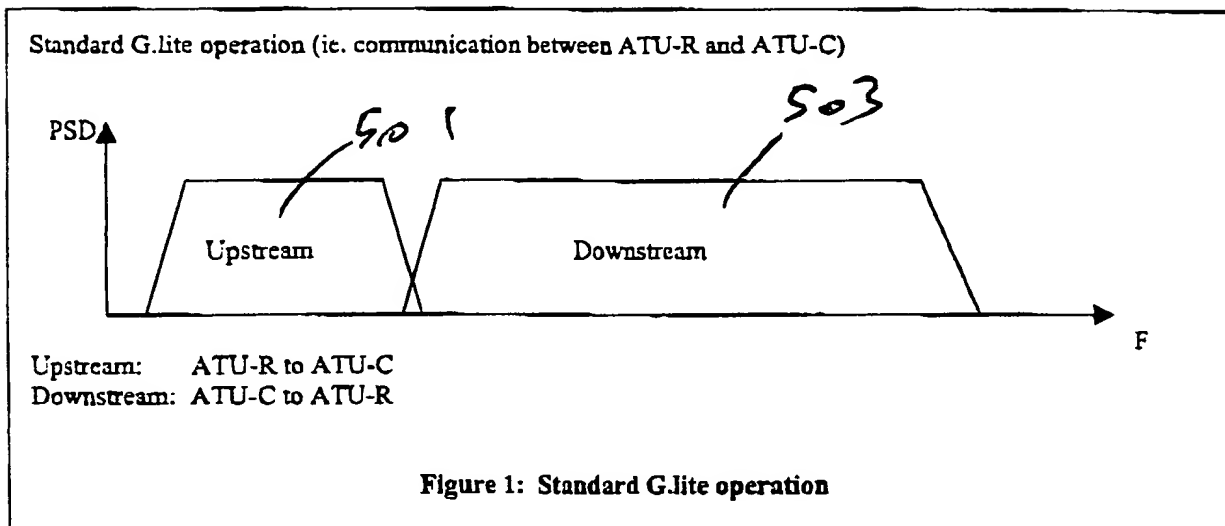 Standard G.lite operation (ie. communication between ATU-R and ATU-C)
501
503
PSD
Upstream
Downstream
F
Upstream: ATU-R to ATU-C
Downstream: ATU-C to ATU-R
Figure 1: Standard G.lite operation